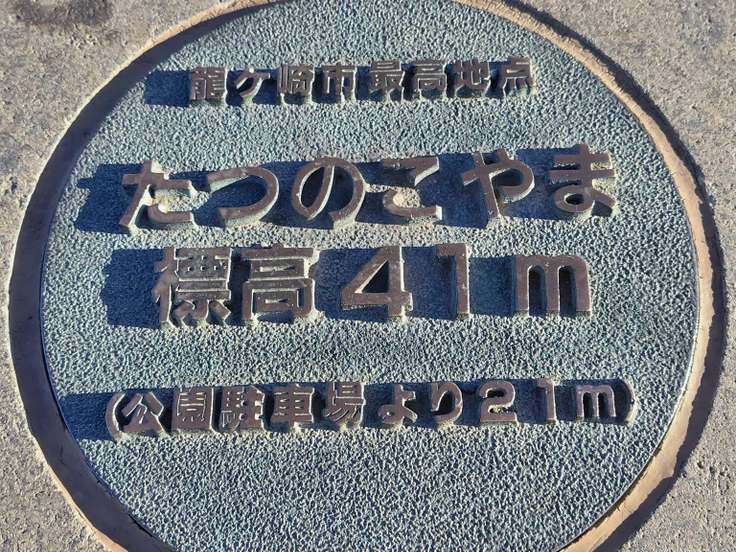 龍ケ崎市最高地点
たつのこやま
標高41m
(公園駐車場より21m)